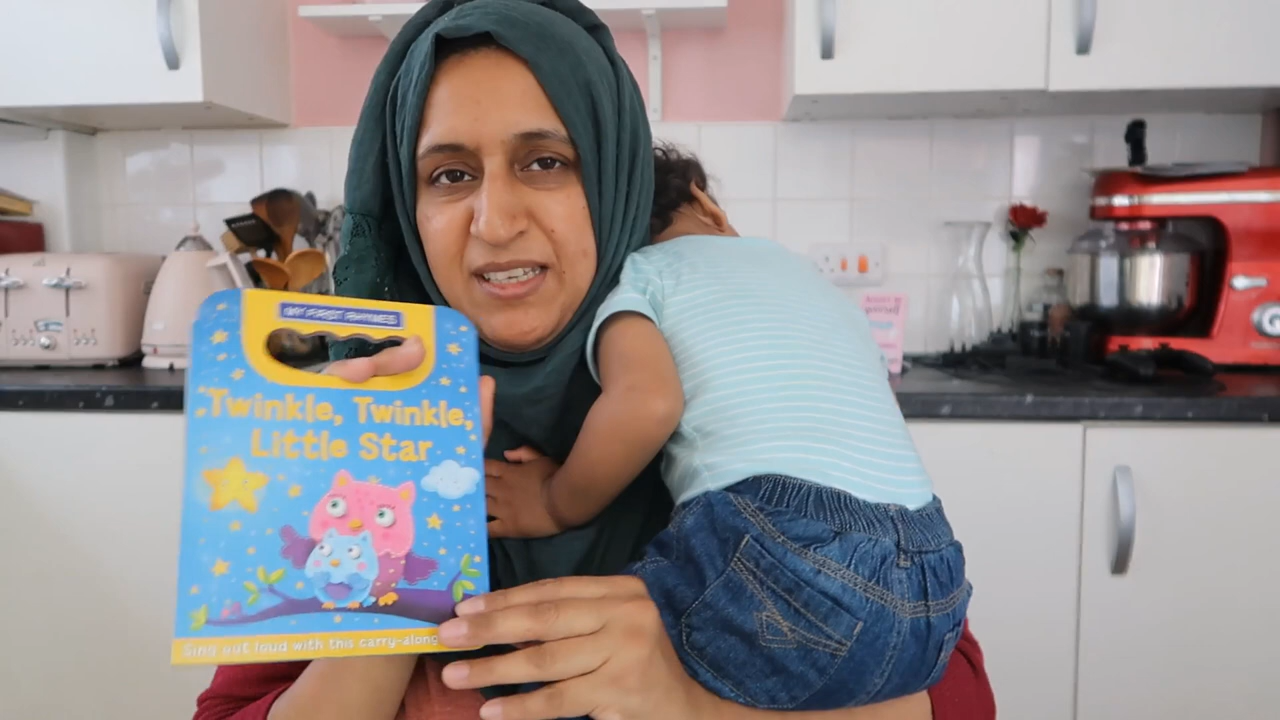 MY FIRST RHYMES
Twinkle, Twinkle,
Little Star
Sing out loud with this carry-along